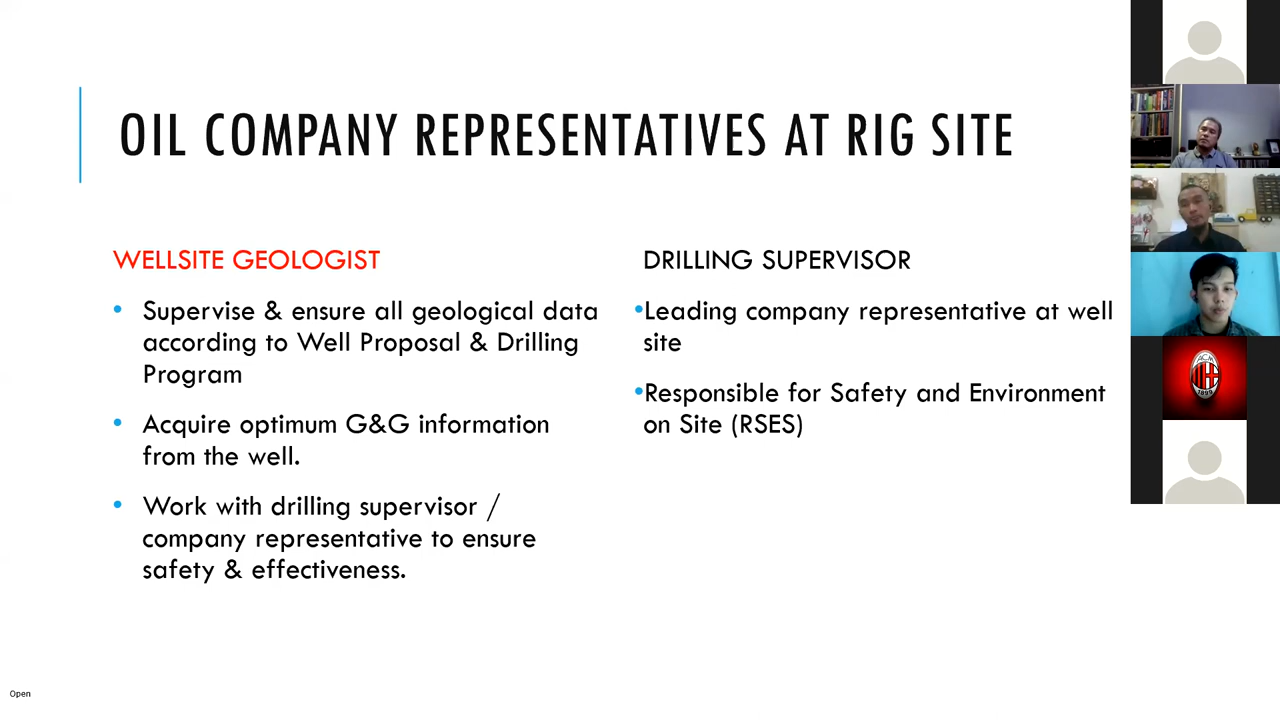 OIL COMPANY REPRESENTATIVES AT RIG SITE
WELLSITE GEOLOGIST
• Supervise & ensure all geological data
according to Well Proposal & Drilling
Program
• Acquire optimum G&G information
from the well.
• Work with drilling supervisor /
company representative to ensure
safety & effectiveness.
DRILLING SUPERVISOR
•Leading company representative at well
site
•Responsible for Safety and Environment
on Site (RSES)
ACM
1899
Open